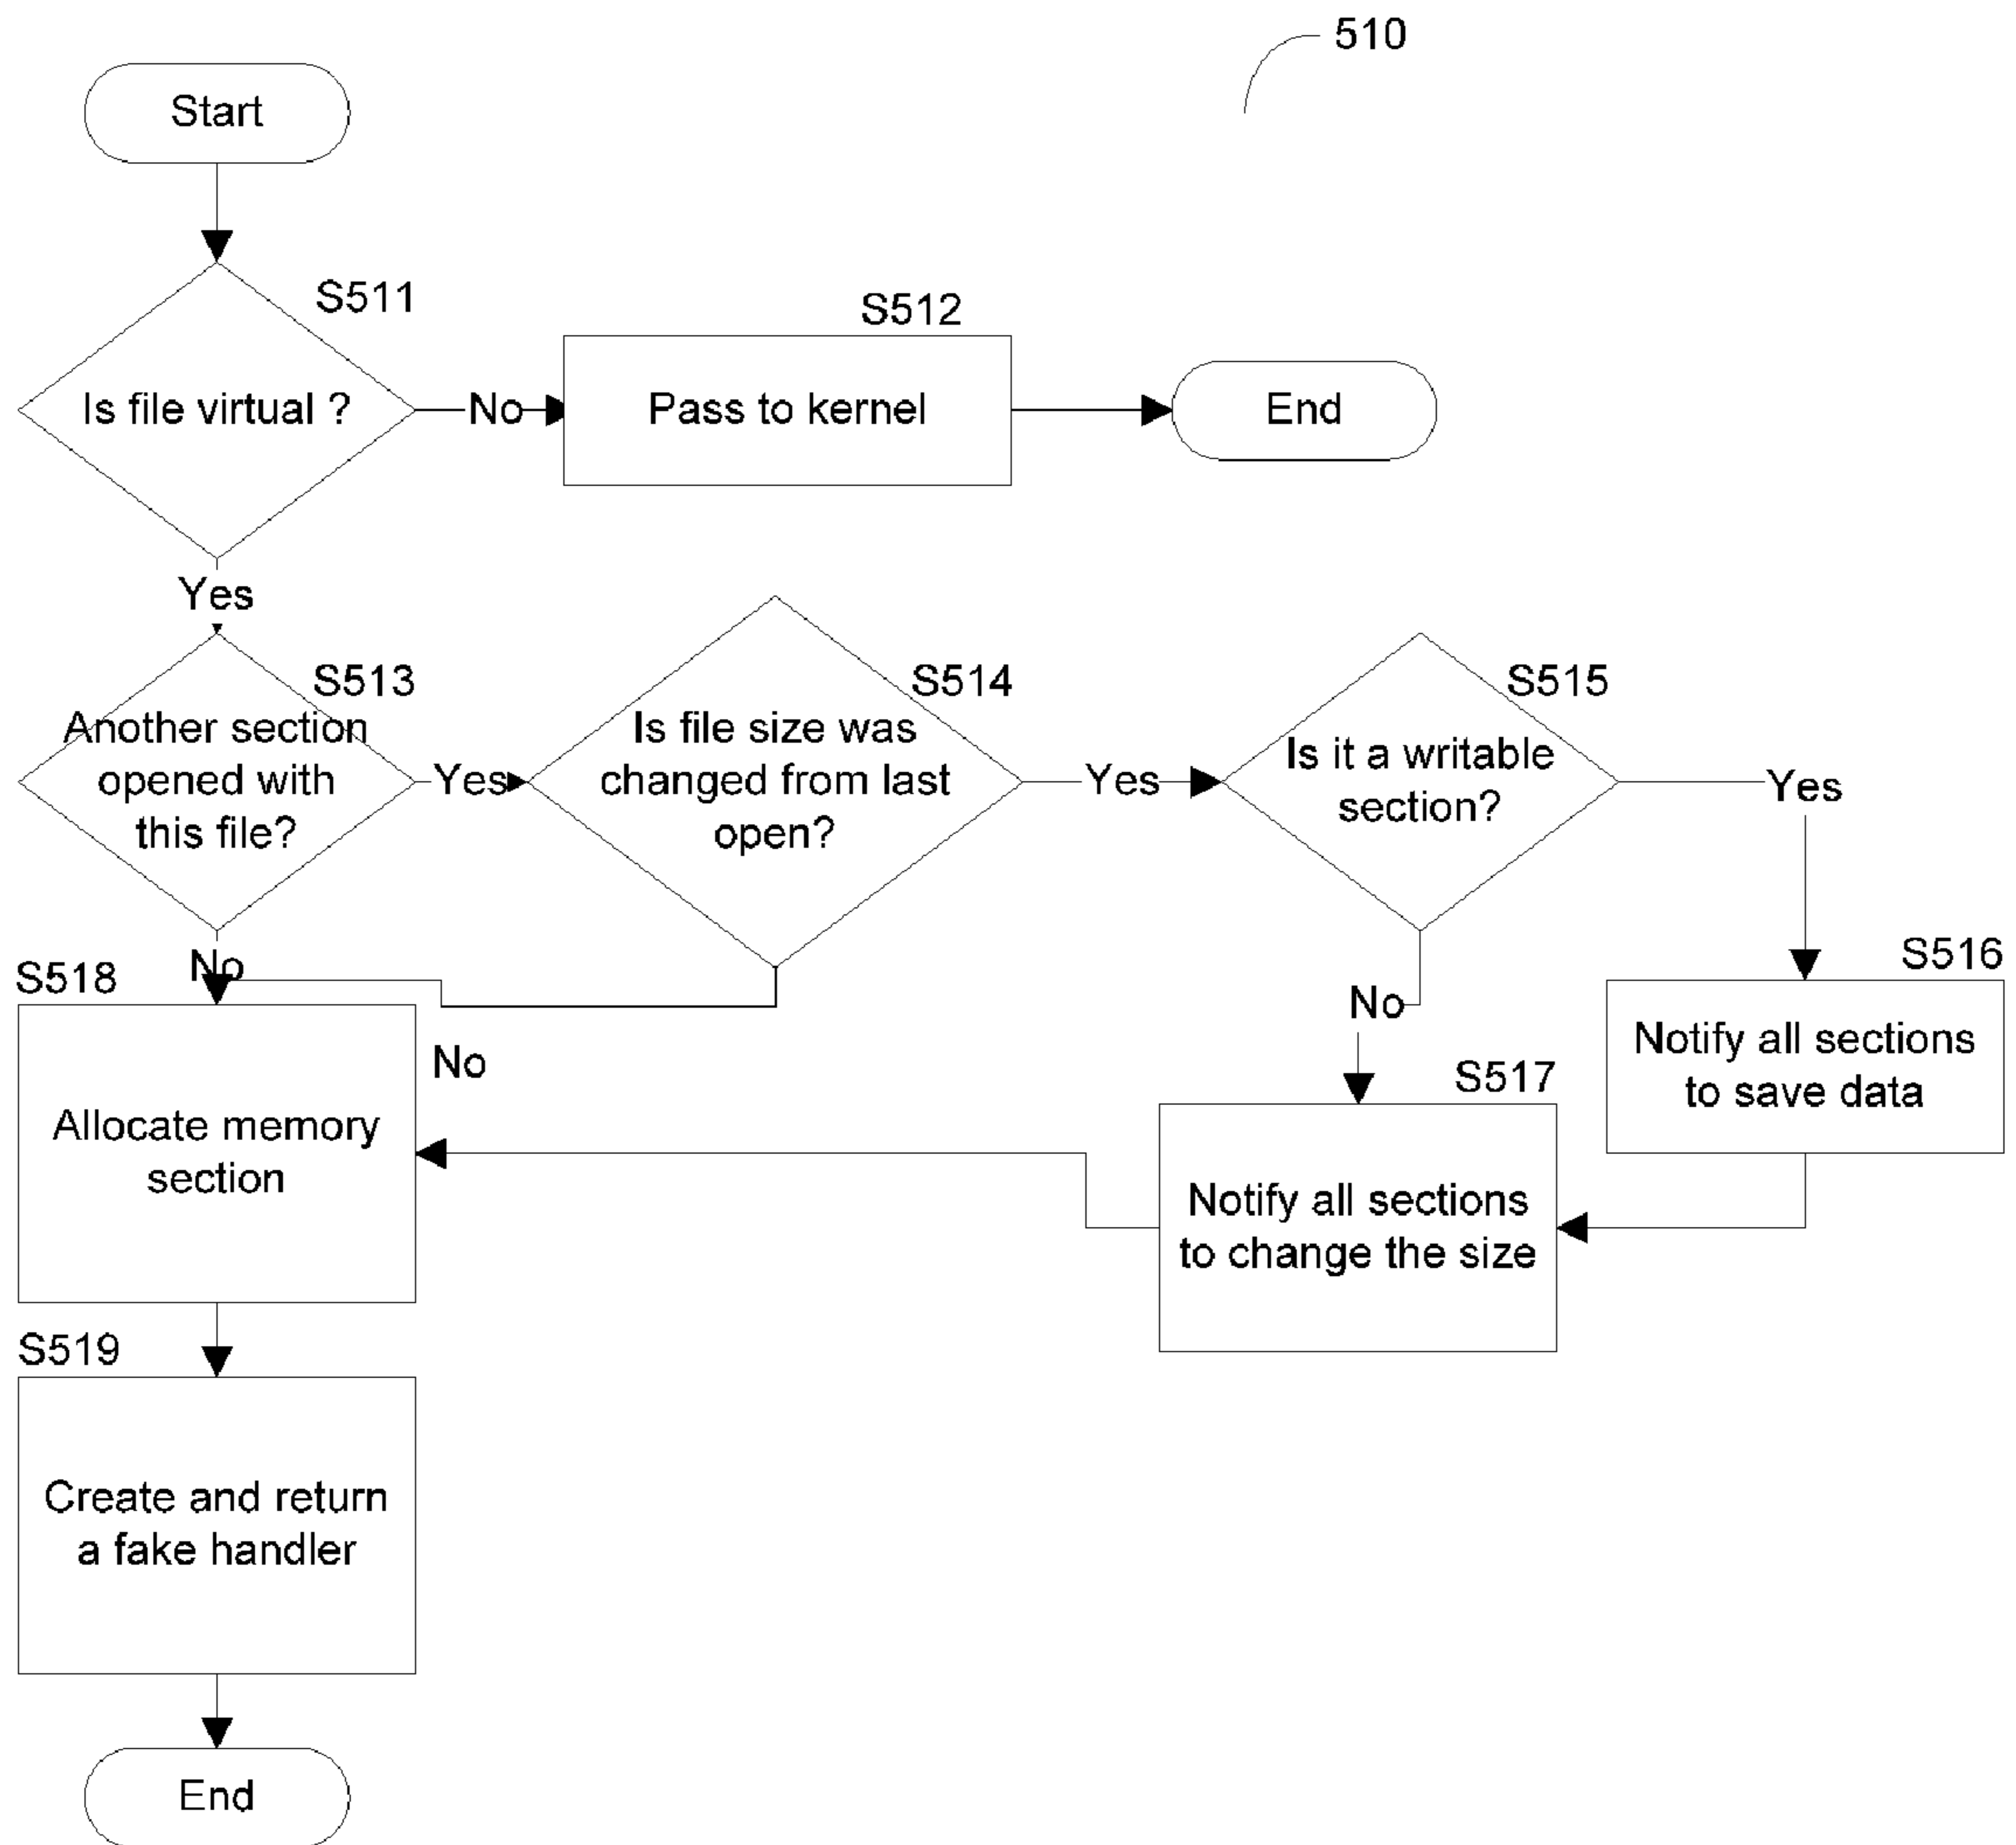 510
Start
S511
Is file virtual ?
No
S512
Pass to kernel
End
Yes
S513
Another section
opened with
this file?
Yes
S514
Is file size was
changed from last
open?
Yes
S515
Is it a writable
section?
Yes
No
No
No
S516
Notify all sections
to save data
S517
Notify all sections
to change the size
S518
Allocate memory
section
S519
Create and return
a fake handler
End